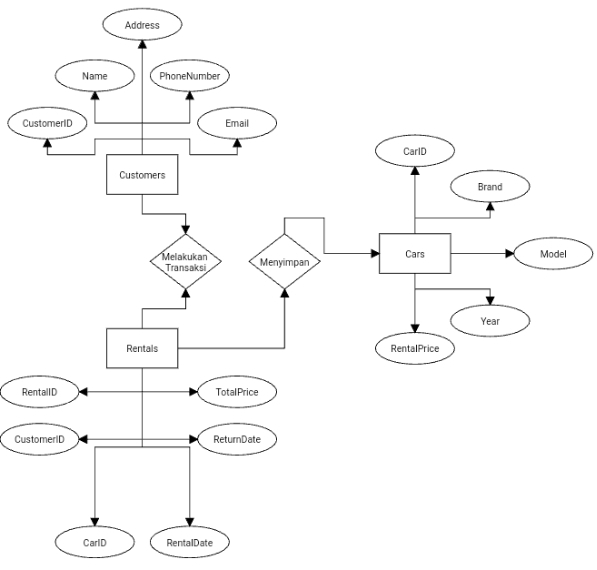 Address
Name
PhoneNumber
CustomerID
Email
Customers
CarID
Brand
Melakukan
Transaksi
Menyimpan
Cars
Model
Year
Rentals
RentalPrice
RentalID
TotalPrice
CustomerID
ReturnDate
CarID
RentalDate